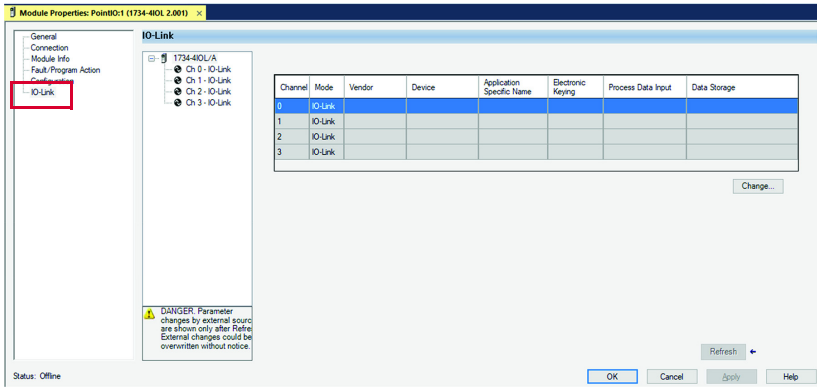 Module Properties: PointIO:1 (1734-4IOL 2.001) ×
General
Connection
Module Info
Fault/Program Action
Configuration
IO-Link
IO-Link
1734-4IOL/A
Ch 0 - IO-Link
Ch 1 - IO-Link
Ch 2 - IO-Link
Ch 3 - IO-Link
Channel Mode Vendor Device Application Specific Name Electronic Keying Process Data Input Data Storage
0 IO-Link
1 IO-Link
2 IO-Link
3 IO-Link
Change...
DANGER. Parameter
changes by external sourc
are shown only after Refre
External changes could be
overwritten without notice.
Refresh
Status: Offline
OK Cancel Apply Help